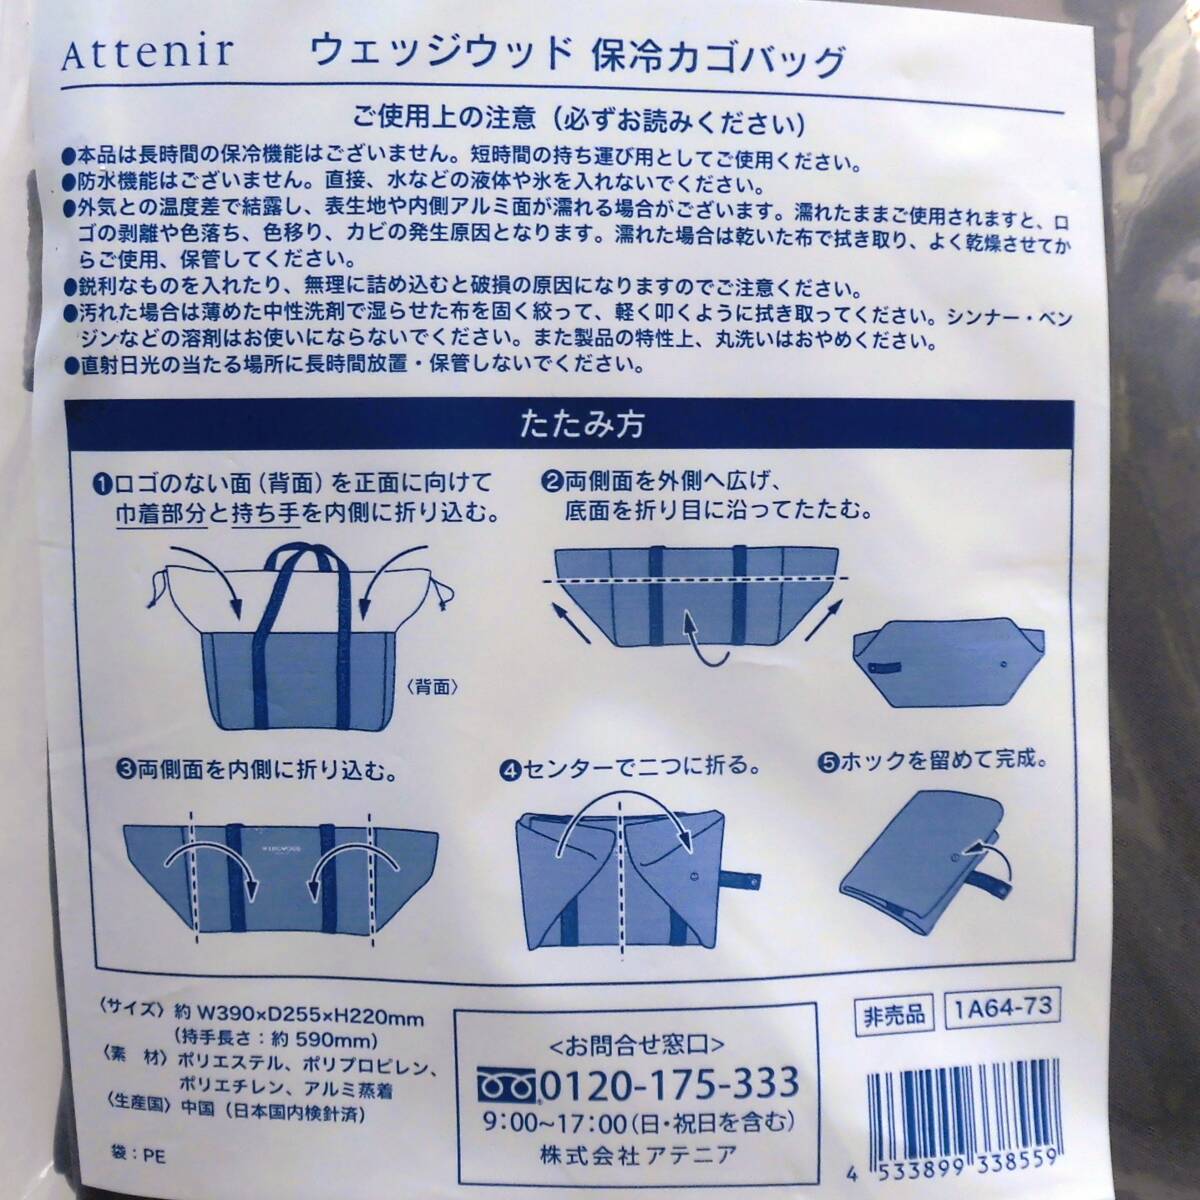 Attenir ウェッジウッド 保冷カゴバッグ
ご使用上の注意（必ずお読みください）
●本品は長時間の保冷機能はございません。短時間の持ち運び用としてご使用ください。
●防水機能はございません。直接、水などの液体や氷を入れないでください。
●外気との温度差で結露し、表生地や内側アルミ面が濡れる場合がございます。濡れたままご使用されますと、ロ
ゴの剥離や色落ち、色移り、カビの発生原因となります。濡れた場合は乾いた布で拭き取り、よく乾燥させてか
らご使用、保管してください。
●鋭利なものを入れたり、無理に詰め込むと破損の原因になりますのでご注意ください。
●汚れた場合は薄めた中性洗剤で湿らせた布を固く絞って、軽く叩くように拭き取ってください。シンナー・ベン
ジンなどの溶剤はお使いにならないでください。また製品の特性上、丸洗いはおやめください。
●直射日光の当たる場所に長時間放置・保管しないでください。
たたみ方
❶ロゴのない面（背面）を正面に向けて
巾着部分と持ち手を内側に折り込む。
〈背面〉
❷両側面を外側へ広げ、
底面を折り目に沿ってたたむ。
❸両側面を内側に折り込む。
WEDGWOOD
❹センターで二つに折る。
❺ホックを留めて完成。
〈サイズ〉約 W390×D255×H220mm
（持手長さ：約 590mm）
〈素 材〉ポリエステル、ポリプロピレン、
ポリエチレン、アルミ蒸着
〈生産国〉中国（日本国内検針済）
袋：PE
<お問合せ窓口>
0120-175-333
9:00~17:00（日・祝日を含む）
株式会社アテニア
非売品 1A64-73
4 533899 338559